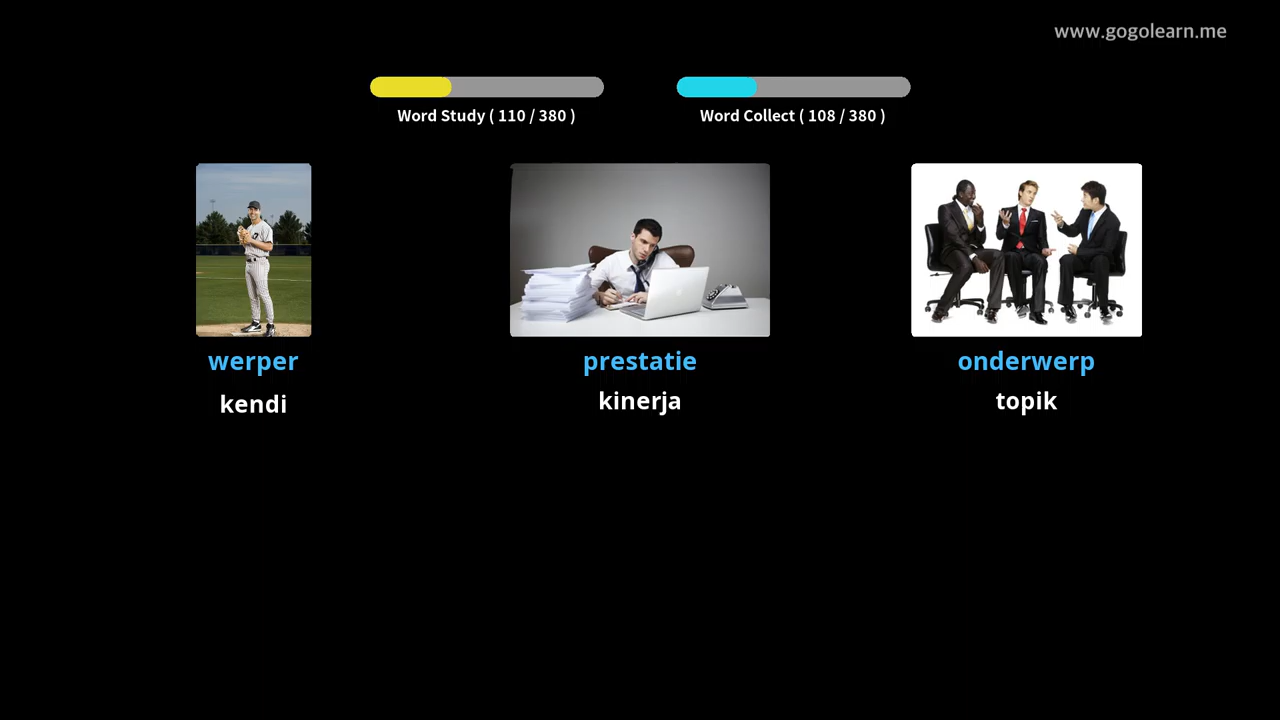 www.gogolearn.me
Word Study ( 110 / 380 )
Word Collect ( 108 / 380 )
werper
prestatie
onderwerp
kendi
kinerja
topik